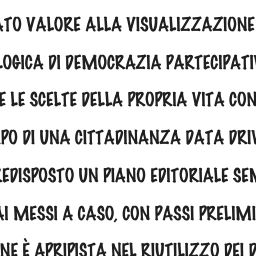 ATO VALORE ALLA VISUALIZZAZIONE
LOGICA DI DEMOCRAZIA PARTECIPATIV
E LE SCELTE DELLA PROPRIA VITA CON
PO DI UNA CITTADINANZA DATA DRIV
REDISPOSTO UN PIANO EDITORIALE SEM
AI MESSI A CASO, CON PASSI PRELIMI
NE È APRIPISTA NEL RIUTILIZZO DEI D